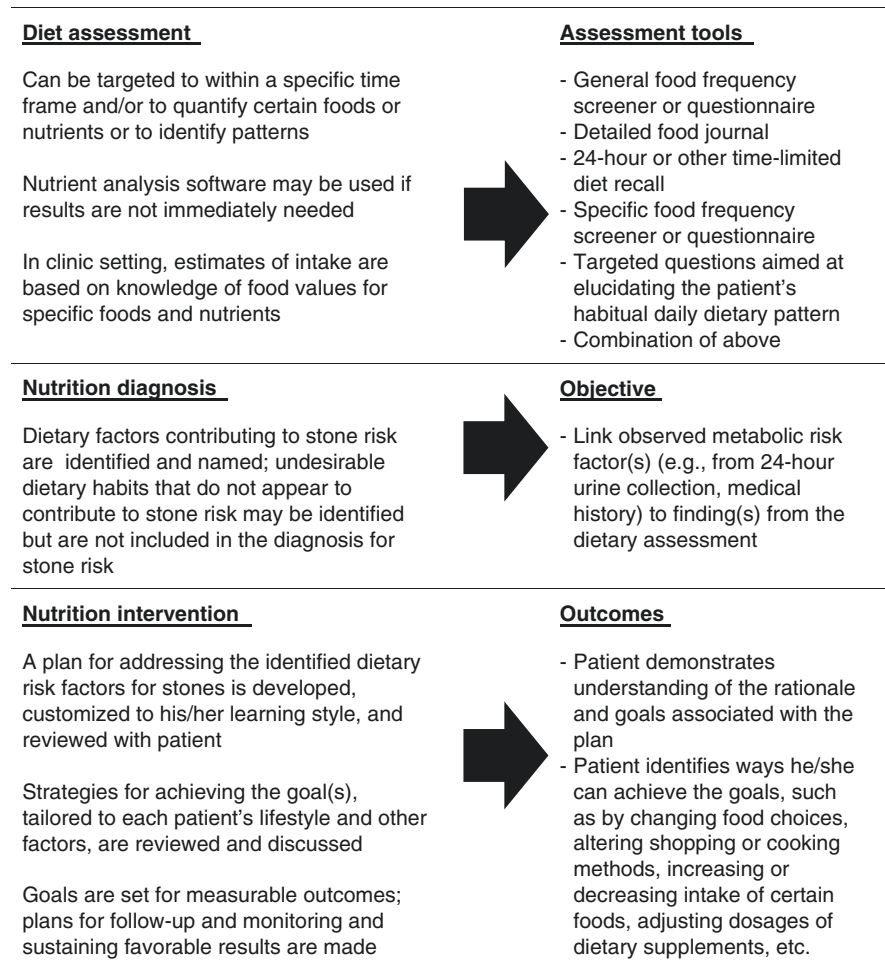 Diet assessment
Can be targeted to within a specific time
frame and/or to quantify certain foods or
nutrients or to identify patterns
Nutrient analysis software may be used if
results are not immediately needed
In clinic setting, estimates of intake are
based on knowledge of food values for
specific foods and nutrients
Assessment tools
- General food frequency
screener or questionnaire
- Detailed food journal
- 24-hour or other time-limited
diet recall
- Specific food frequency
screener or questionnaire
- Targeted questions aimed at
elucidating the patient's
habitual daily dietary pattern
- Combination of above
Nutrition diagnosis
Dietary factors contributing to stone risk
are identified and named; undesirable
dietary habits that do not appear to
contribute to stone risk may be identified
but are not included in the diagnosis for
stone risk
Objective
- Link observed metabolic risk
factor(s) (e.g., from 24-hour
urine collection, medical
history) to finding(s) from the
dietary assessment
Nutrition intervention
A plan for addressing the identified dietary
risk factors for stones is developed,
customized to his/her learning style, and
reviewed with patient
Strategies for achieving the goal(s),
tailored to each patient's lifestyle and other
factors, are reviewed and discussed
Goals are set for measurable outcomes;
plans for follow-up and monitoring and
sustaining favorable results are made
Outcomes
- Patient demonstrates
understanding of the rationale
and goals associated with the
plan
- Patient identifies ways he/she
can achieve the goals, such
as by changing food choices,
altering shopping or cooking
methods, increasing or
decreasing intake of certain
foods, adjusting dosages of
dietary supplements, etc.